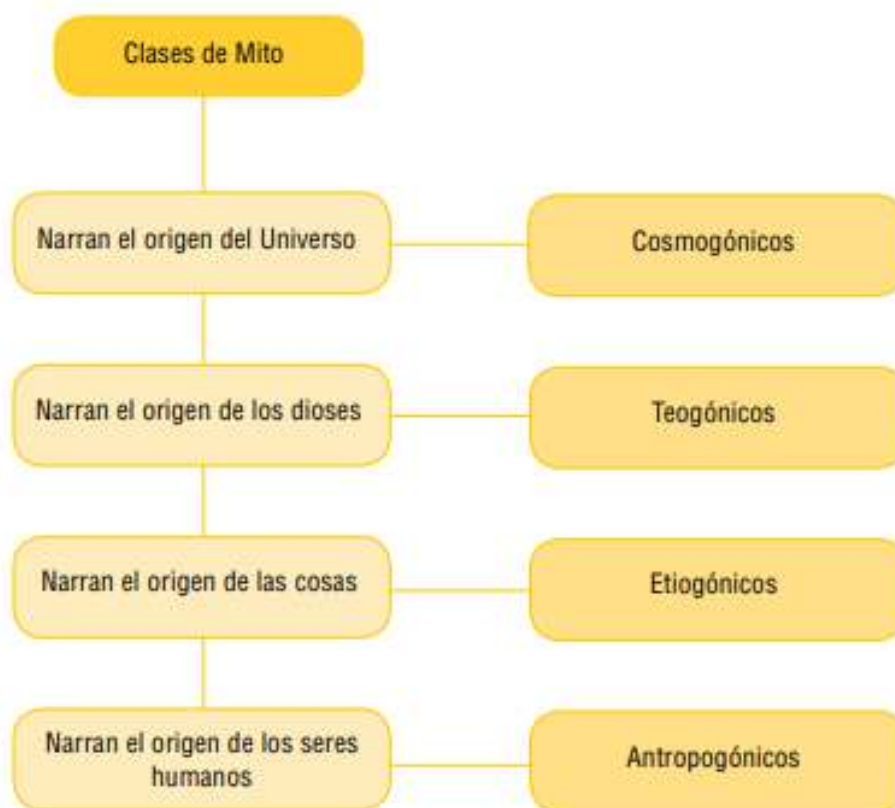 Clases de Mito
Narran el origen del Universo
Cosmogónicos
Narran el origen de los dioses
Teogónicos
Narran el origen de las cosas
Etiogónicos
Narran el origen de los seres
humanos
Antropogónicos